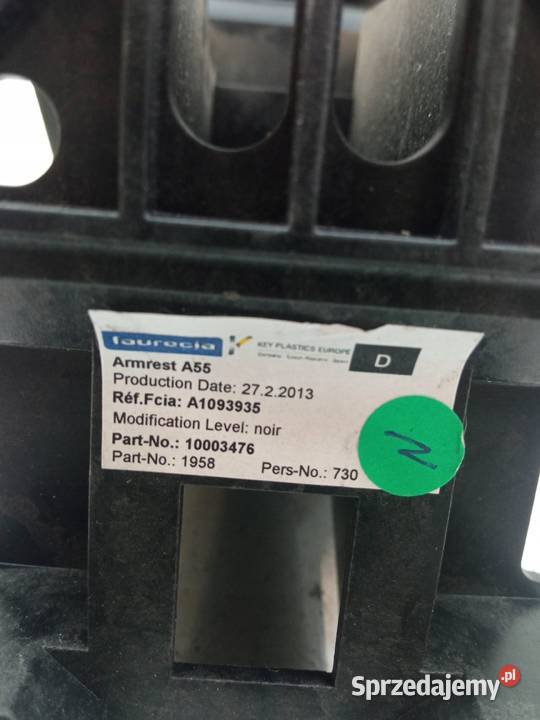 faurecia KEY PLASTICS EUROPE D
Armrest A55
Production Date: 27.2.2013
Réf.Fcia: A1093935
Modification Level: noir
Part-No.: 10003476
Part-No.: 1958 Pers-No.: 730
N
Sprzedajemy.pl